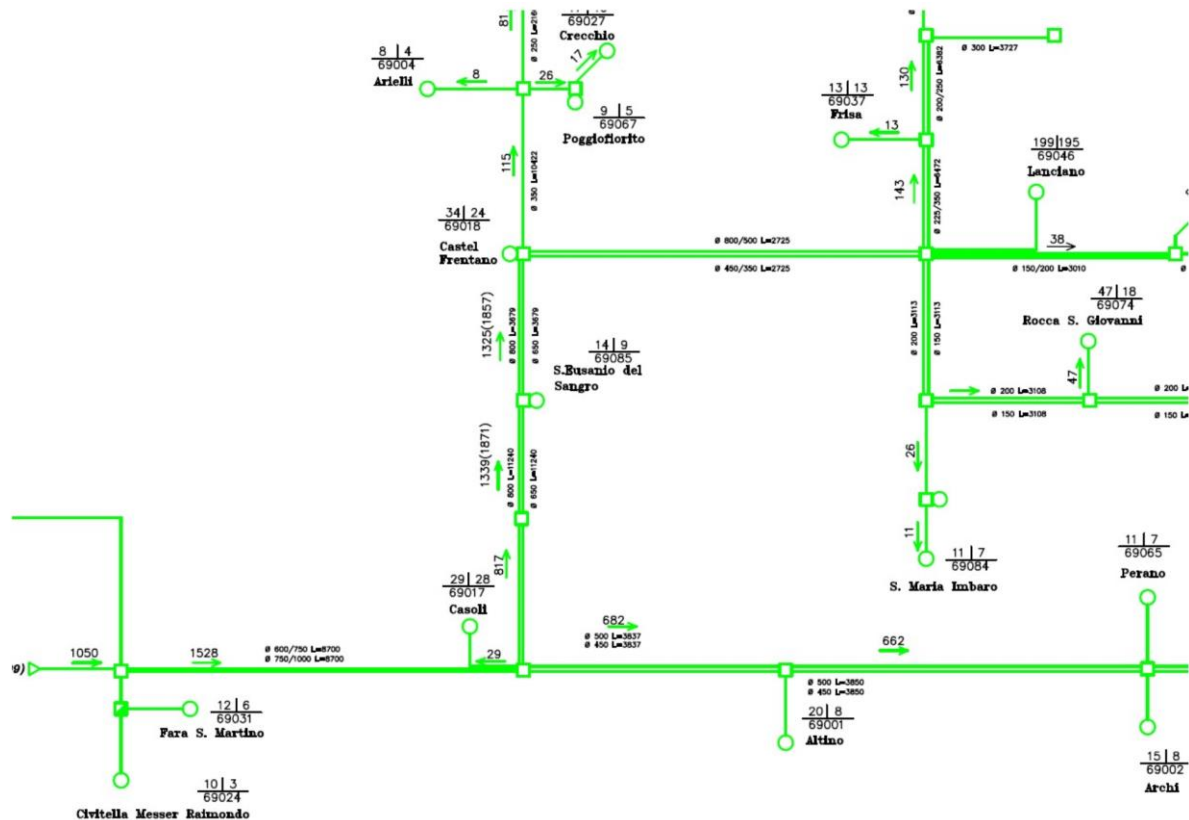 81
Ø 250 L=216
69027
Crecchio
17
8 | 4
69004
Arielli
8
26
9 | 5
69067
Poggiofiorito
115
Ø 350 L=10422
Ø 300 L=3727
130
Ø 200/250 L=6382
13 | 13
69037
Frisa
13
143
Ø 225/350 L=6472
199|195
69046
Lanciano
34 | 24
69018
Castel
Frentano
Ø 800/500 L=2725
Ø 450/350 L=2725
38
Ø 150/200 L=3010
Ø
47 | 18
69074
Rocca S. Giovanni
47
1325(1857)
Ø 800 L=3679
Ø 650 L=3679
14 | 9
69085
S.Eusanio del
Sangro
Ø 200 L=3113
Ø 150 L=3113
Ø 200 L=3108
Ø 150 L=3108
Ø 200 L
Ø 150 L
1339(1871)
Ø 800 L=11240
Ø 650 L=11240
26
11
11 | 7
69084
S. Maria Imbaro
11 | 7
69065
Perano
817
29 | 28
69017
Casoli
29
9)
1050
1528
Ø 600/750 L=8700
Ø 750/1000 L=8700
682
Ø 500 L=3837
Ø 450 L=3837
662
Ø 500 L=3850
Ø 450 L=3850
12 | 6
69031
Fara S. Martino
20 | 8
69001
Altino
10 | 3
69024
Civitella Messer Raimondo
15 | 8
69002
Archi